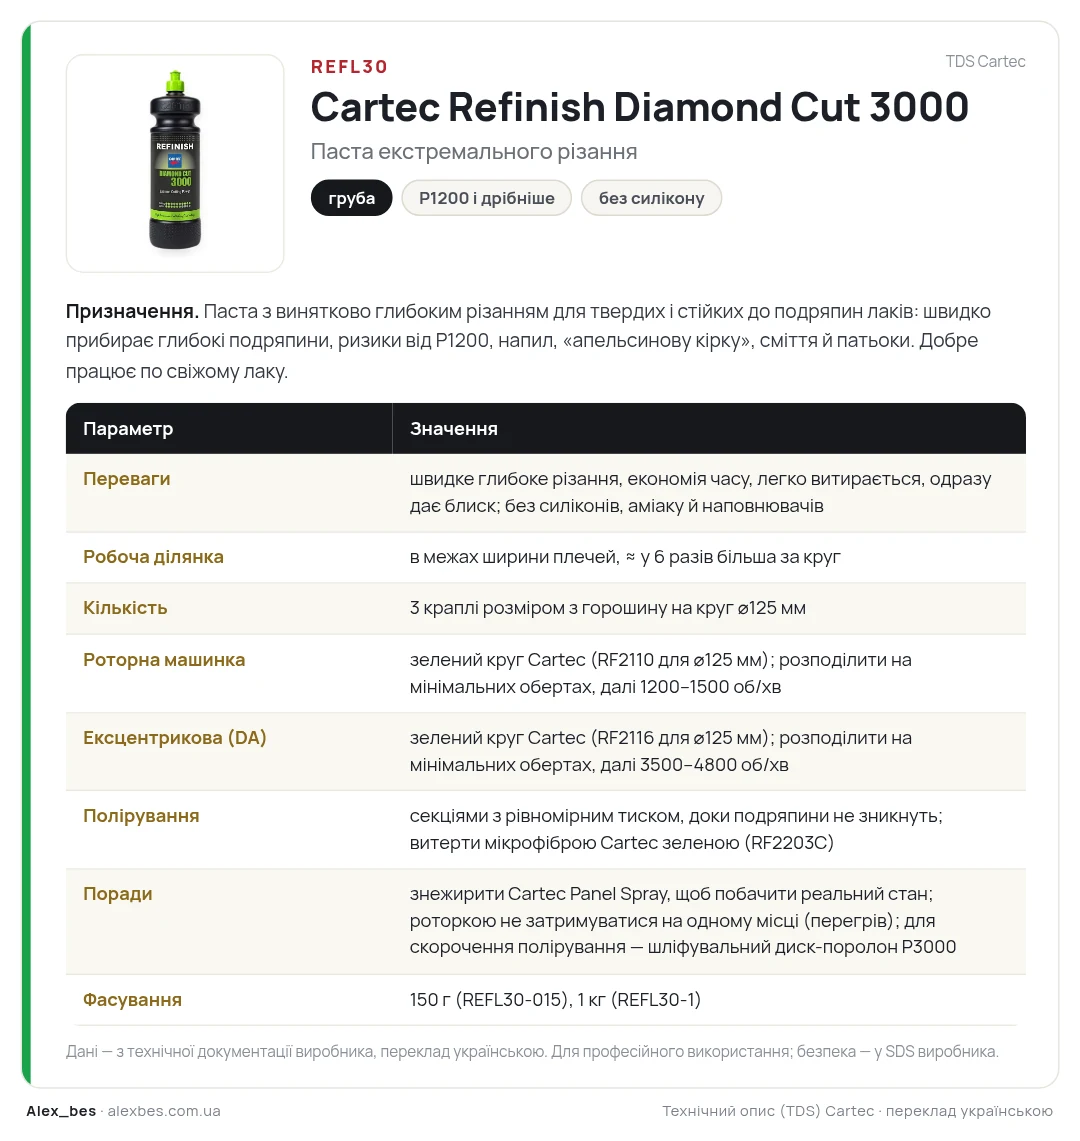 REFINISH
DIAMOND CUT
3000
REFL30
TDS Cartec
Cartec Refinish Diamond Cut 3000
Паста екстремального різання
груба
P1200 і дрібніше
без силікону
Призначення. Паста з винятково глибоким різанням для твердих і стійких до подряпин лаків: швидко
прибирає глибокі подряпини, ризики від P1200, напил, «апельсинову кірку», сміття й патьоки. Добре
працює по свіжому лаку.
Параметр Значення
Переваги швидке глибоке різання, економія часу, легко витирається, одразу
дає блиск; без силіконів, аміаку й наповнювачів
Робоча ділянка в межах ширини плечей, ≈ у 6 разів більша за круг
Кількість 3 краплі розміром з горошину на круг ⌀125 мм
Роторна машинка зелений круг Cartec (RF2110 для ⌀125 мм); розподілити на
мінімальних обертах, далі 1200–1500 об/хв
Ексцентрикова (DA) зелений круг Cartec (RF2116 для ⌀125 мм); розподілити на
мінімальних обертах, далі 3500–4800 об/хв
Полірування секціями з рівномірним тиском, доки подряпини не зникнуть;
витерти мікрофіброю Cartec зеленою (RF2203C)
Поради знежирити Cartec Panel Spray, щоб побачити реальний стан;
роторкою не затримуватися на одному місці (перегрів); для
скорочення полірування — шліфувальний диск-поролон P3000
Фасування 150 г (REFL30-015), 1 кг (REFL30-1)
Дані — з технічної документації виробника, переклад українською. Для професійного використання; безпека — у SDS виробника.
Alex_bes · alexbes.com.ua
Технічний опис (TDS) Cartec · переклад українською